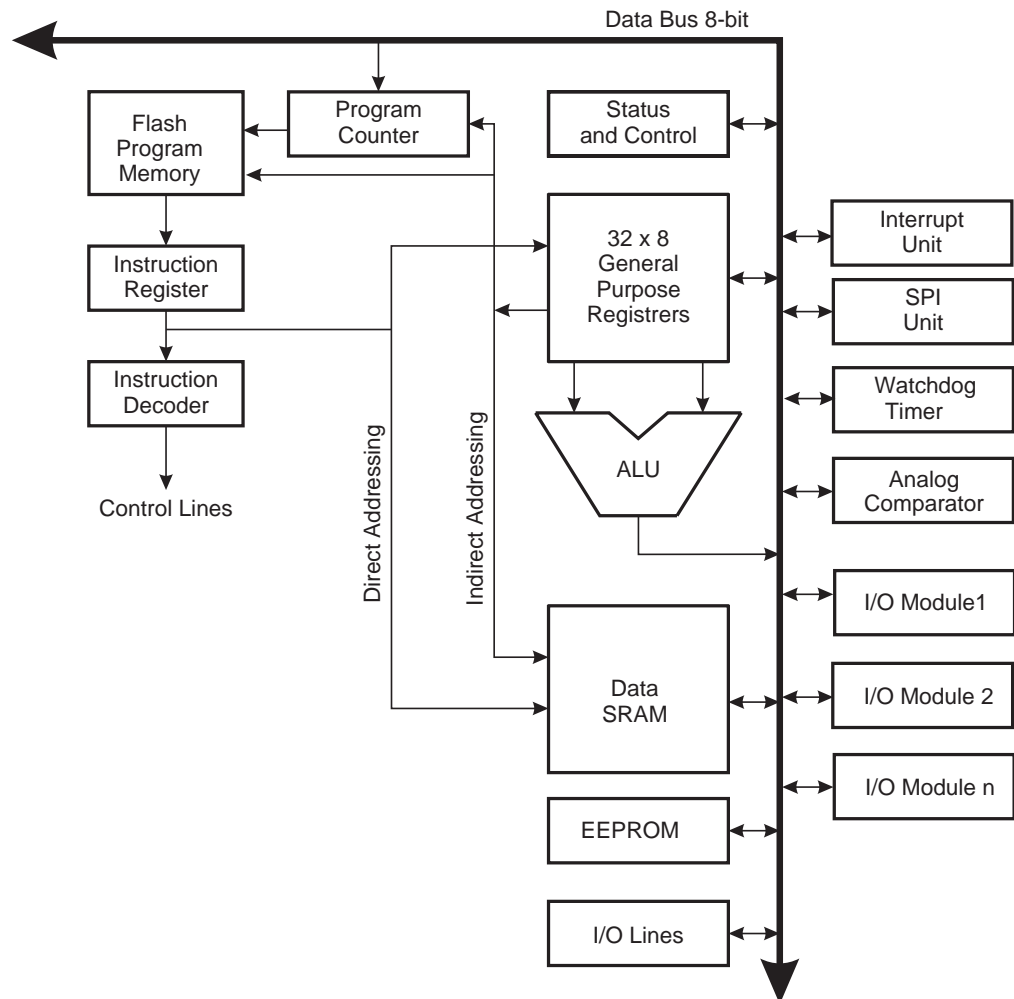 Data Bus 8-bit
Flash
Program
Memory
Program
Counter
Status
and Control
Instruction
Register
32 x 8
General
Purpose
Registrers
Interrupt
Unit
SPI
Unit
Instruction
Decoder
Watchdog
Timer
Control Lines
Direct Addressing
Indirect Addressing
ALU
Analog
Comparator
I/O Module1
Data
SRAM
I/O Module 2
I/O Module n
EEPROM
I/O Lines